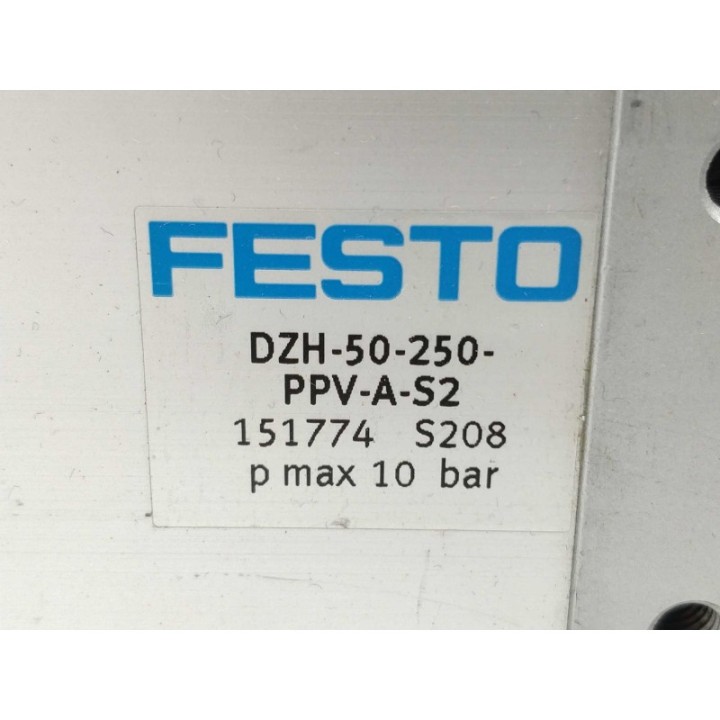 FESTO
DZH-50-250-
PPV-A-S2
151774 S208
p max 10 bar